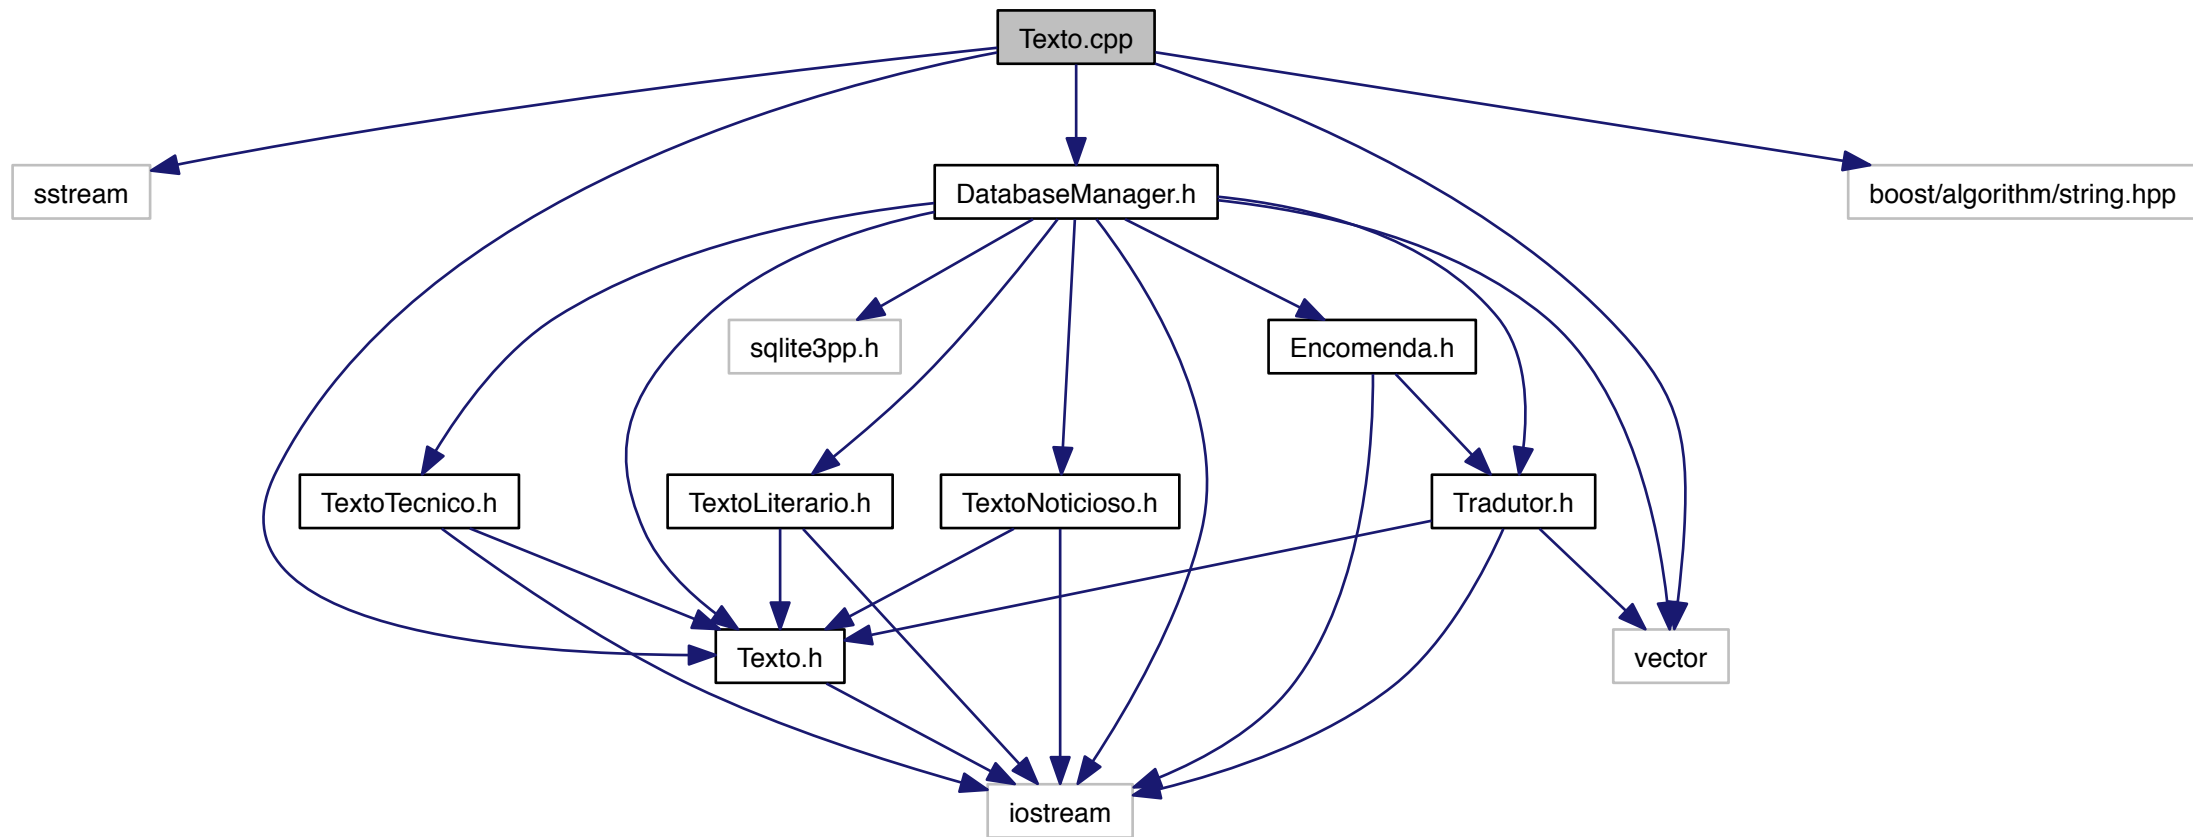 Texto.cpp
sstream
DatabaseManager.h
boost/algorithm/string.hpp
sqlite3pp.h
Encomenda.h
TextoTecnico.h
TextoLiterario.h
TextoNoticioso.h
Tradutor.h
Texto.h
vector
iostream